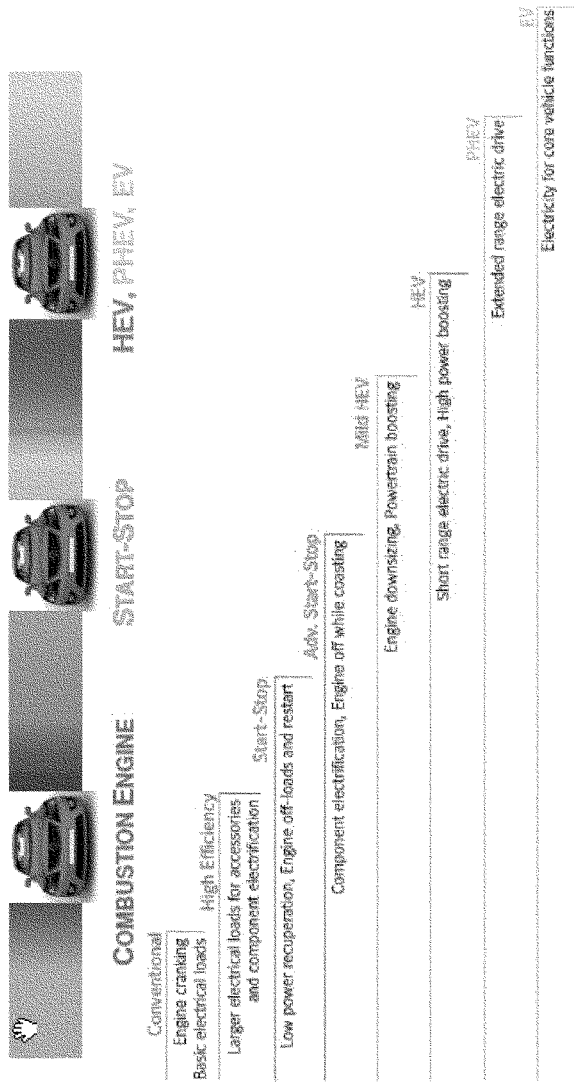 COMBUSTION ENGINE
START-STOP
HEV, PHEV, EV
Conventional
Engine cranking
Basic electrical loads
High Efficiency
Larger electrical loads for accessories
and component electrification
Start-Stop
Low power recuperation, Engine off-loads and restart
Adv. Start-Stop
Component electrification, Engine off while coasting
Mild HEV
Engine downsizing, Powertrain boosting
HEV
Short range electric drive, High power boosting
PHEV
Extended range electric drive
EV
Electricity for core vehicle functions